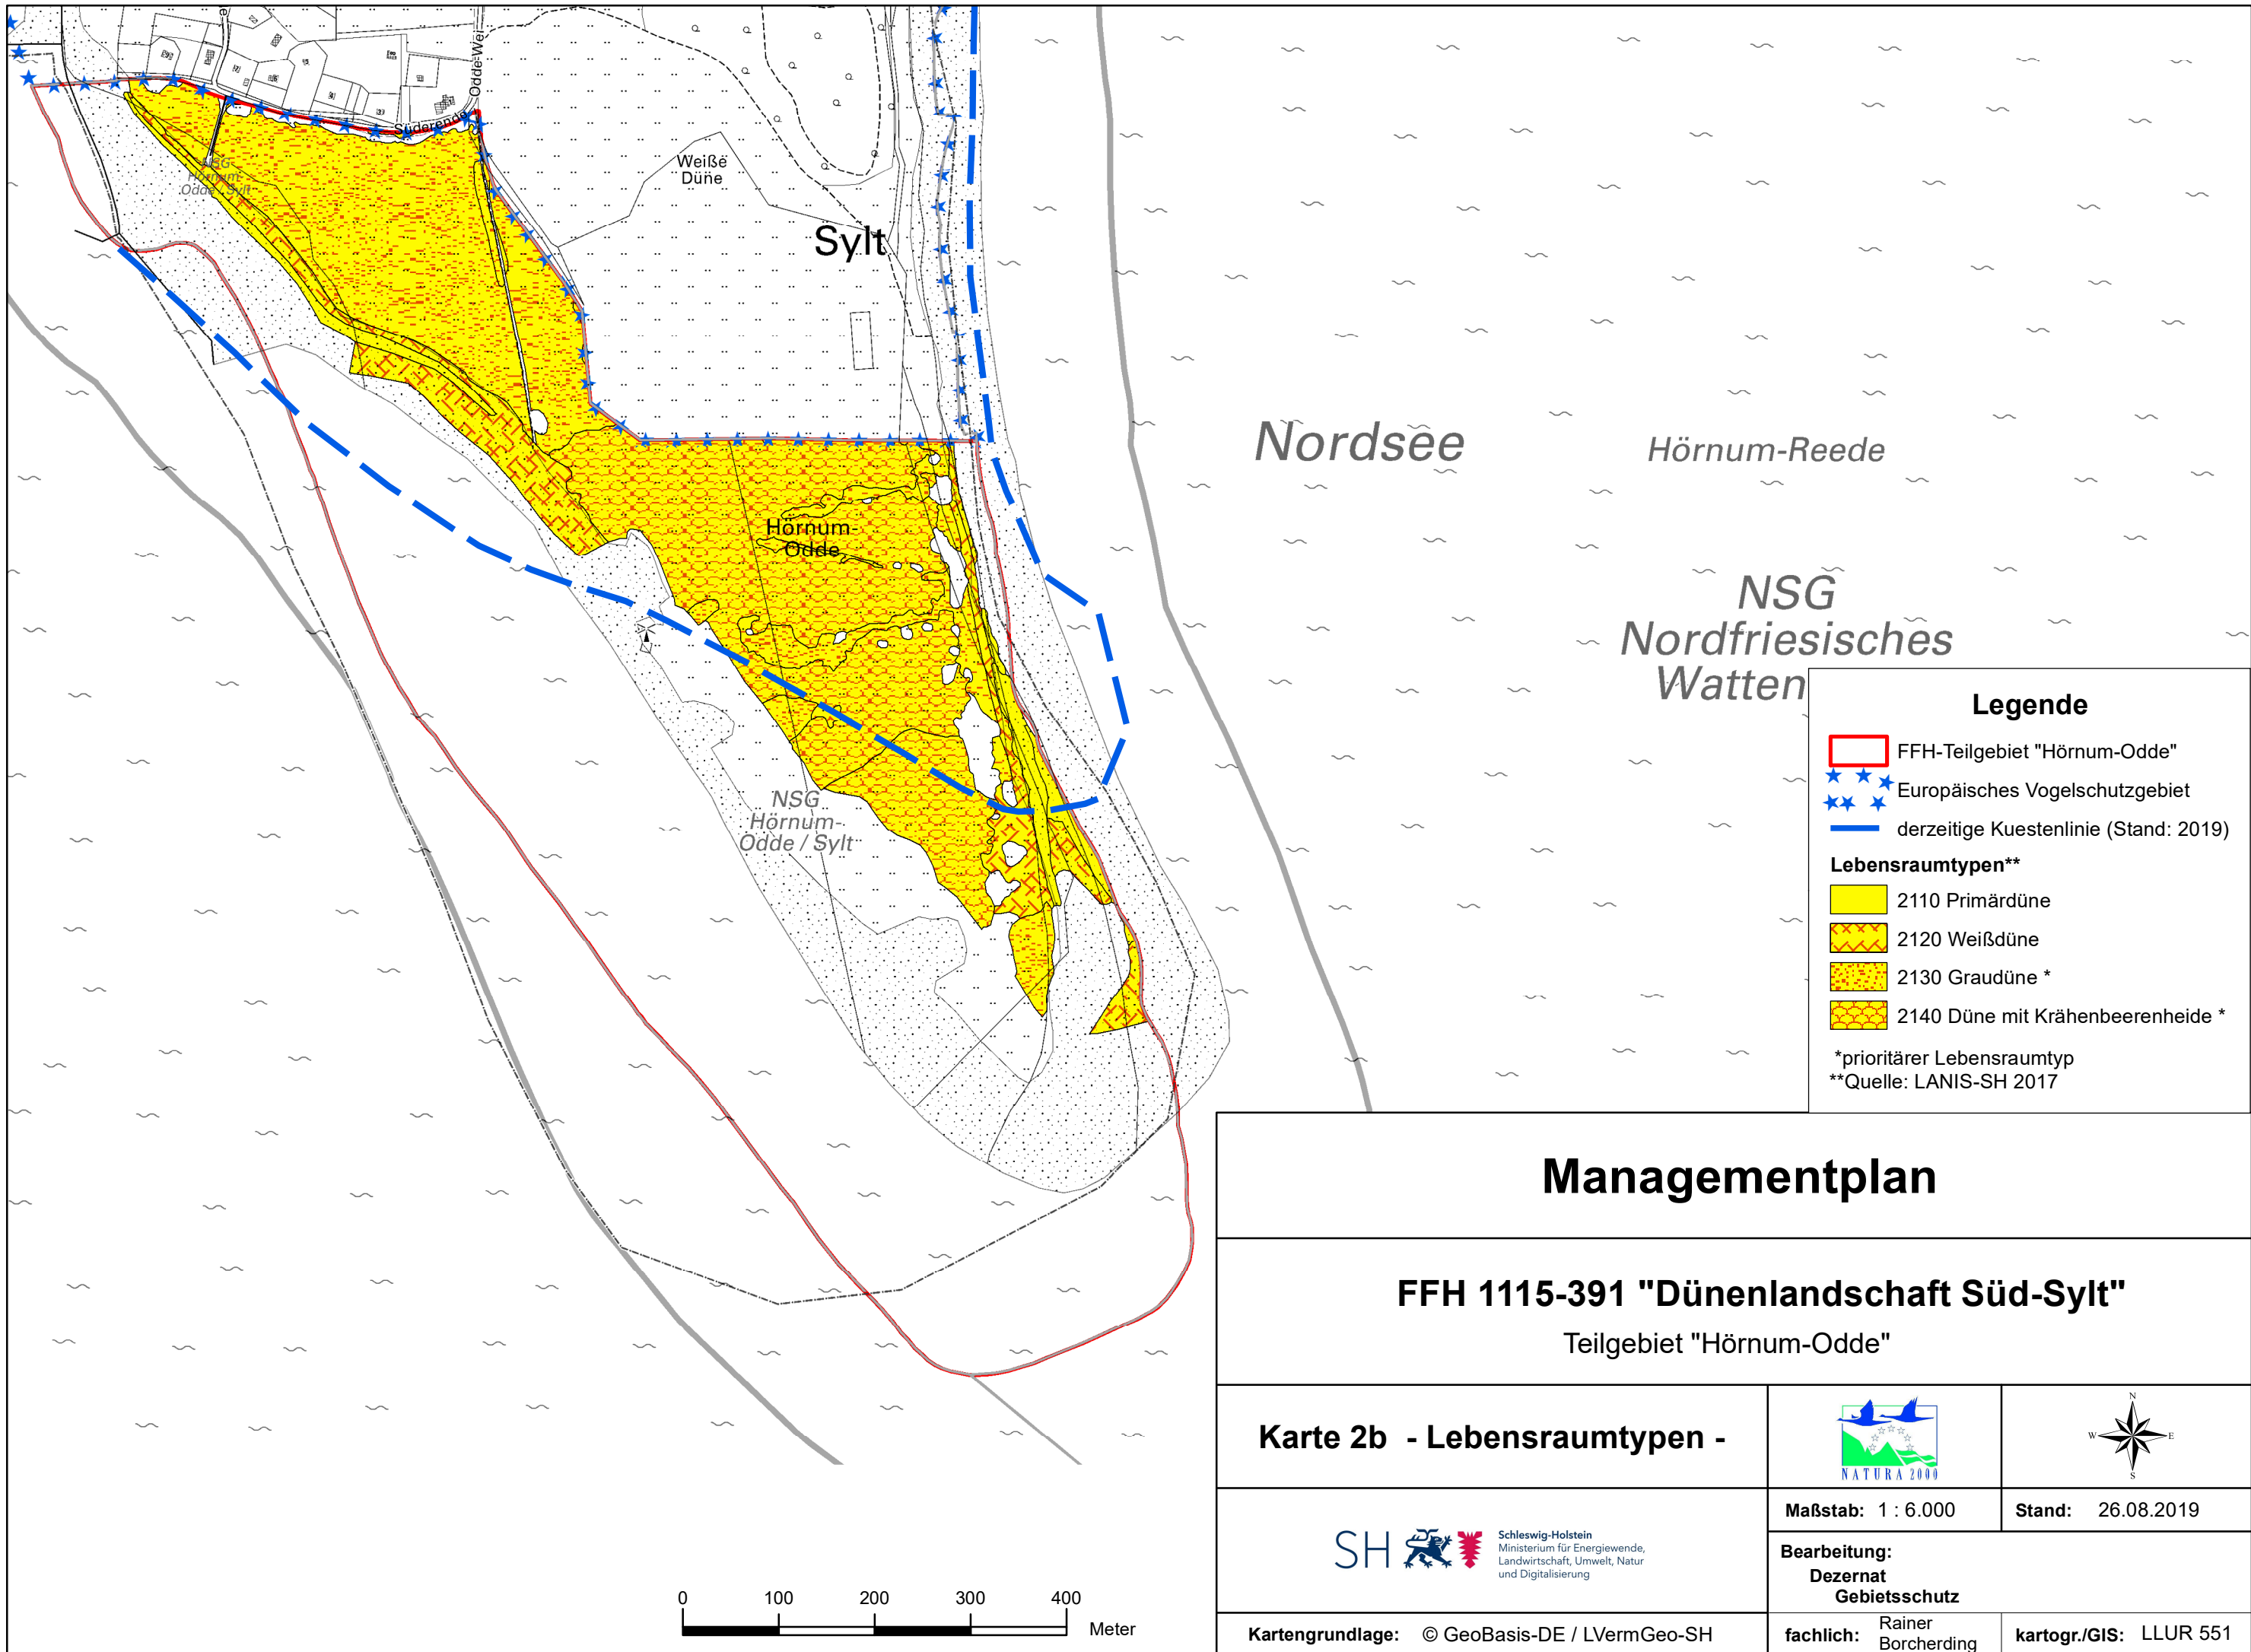 Odde-Wei
Süderende
NSG
Hörnum-
Odde / Sylt
Weiße
Düne
Sylt
Nordsee
Hörnum-Reede
Hörnum-
Odde
NSG
Nordfriesisches
Watten
NSG
Hörnum-
Odde / Sylt
Legende
FFH-Teilgebiet "Hörnum-Odde"
Europäisches Vogelschutzgebiet
derzeitige Kuestenlinie (Stand: 2019)
Lebensraumtypen**
2110 Primärdüne
2120 Weißdüne
2130 Graudüne *
2140 Düne mit Krähenbeerenheide *
*prioritärer Lebensraumtyp
**Quelle: LANIS-SH 2017
Managementplan
FFH 1115-391 "Dünenlandschaft Süd-Sylt"
Teilgebiet "Hörnum-Odde"
Karte 2b - Lebensraumtypen -
NATURA 2000
N
W
E
S
SH
Schleswig-Holstein
Ministerium für Energiewende,
Landwirtschaft, Umwelt, Natur
und Digitalisierung
Maßstab: 1 : 6.000
Stand: 26.08.2019
Bearbeitung:
Dezernat
Gebietsschutz
Kartengrundlage: © GeoBasis-DE / LVermGeo-SH
fachlich: Rainer
Borcherding
kartogr./GIS: LLUR 551
0 100 200 300 400
Meter